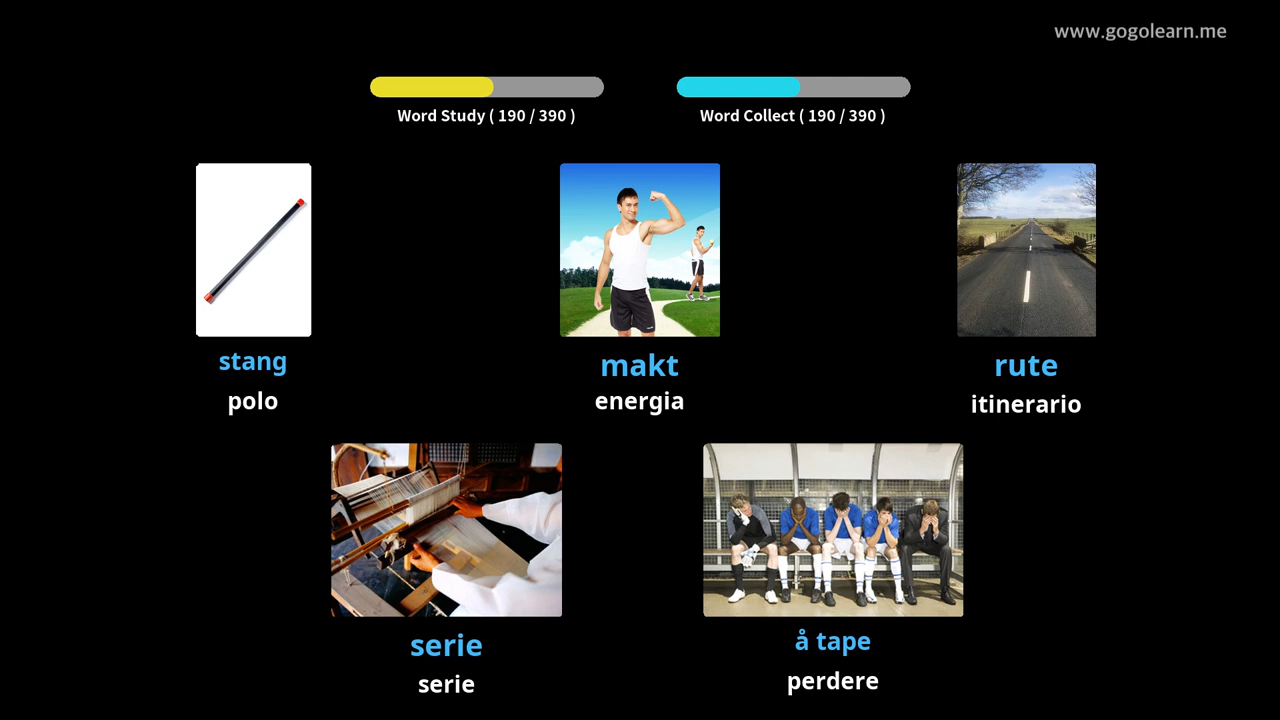 www.gogolearn.me
Word Study ( 190 / 390 )
Word Collect ( 190 / 390 )
stang
polo
makt
energia
rute
itinerario
serie
serie
å tape
perdere